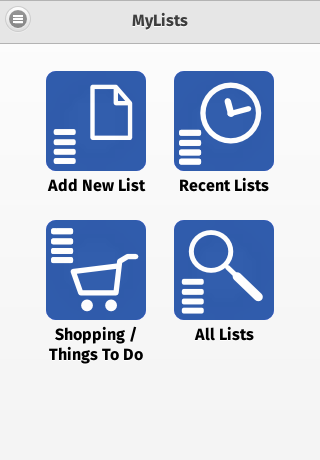 MyLists
Add New List
Recent Lists
Shopping /
Things To Do
All Lists